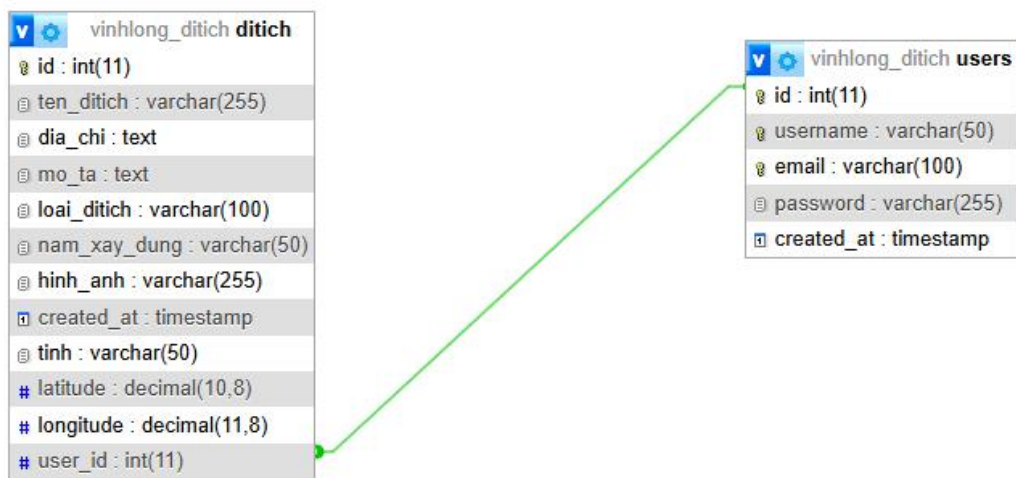 v vinhlong_ditich ditich
id : int(11)
ten_ditich : varchar(255)
dia_chi : text
mo_ta : text
loai_ditich : varchar(100)
nam_xay_dung : varchar(50)
hinh_anh : varchar(255)
created_at : timestamp
tinh : varchar(50)
# latitude : decimal(10,8)
# longitude : decimal(11,8)
# user_id : int(11)
v vinhlong_ditich users
id : int(11)
username : varchar(50)
email : varchar(100)
password : varchar(255)
created_at : timestamp